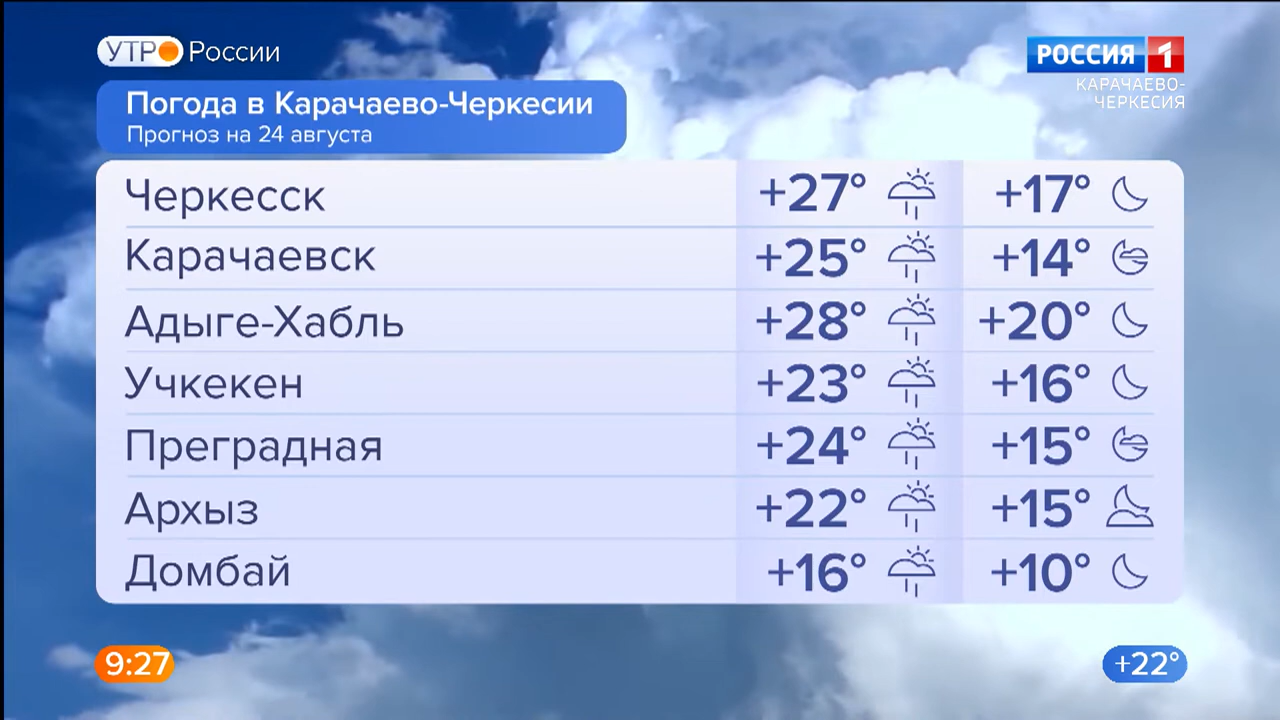 УТРО России
РОССИЯ 1
КАРАЧАЕВО-
ЧЕРКЕСИЯ
Погода в Карачаево-Черкесии
Прогноз на 24 августа
Черкесск +27° +17°
Карачаевск +25° +14°
Адыге-Хабль +28° +20°
Учкекен +23° +16°
Преградная +24° +15°
Архыз +22° +15°
Домбай +16° +10°
9:27 +22°